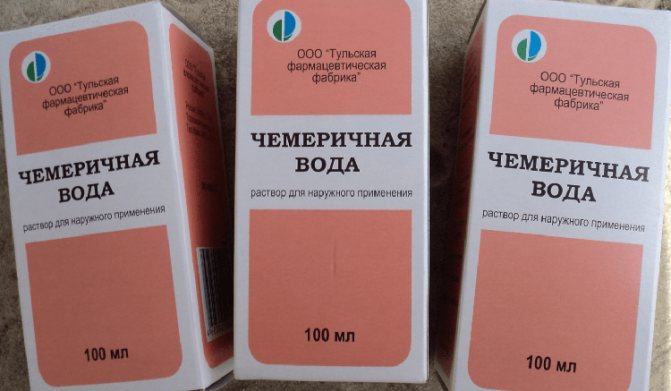 ООО "Тульская
фармацевтическая
фабрика"
ЧЕМЕРИЧНАЯ
ВОДА
раствор для наружного применения
100 мл
ООО "Тульская
фармацевтическая
фабрика"
ЧЕМЕРИЧНАЯ
ВОДА
раствор для наружного применения
100 мл
ООО "Тульская
фармацевтическая
фабрика"
ЧЕМЕРИЧНАЯ
ВОДА
раствор для наружного применения
100 мл